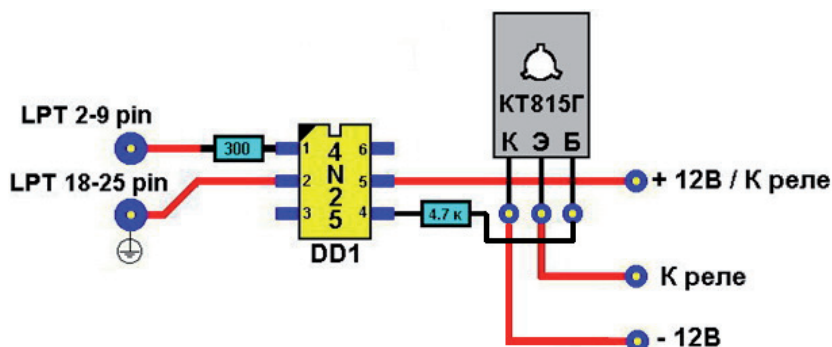 LPT 2-9 pin
300
LPT 18-25 pin
1
2
3
4
N
2
5
6
5
4
DD1
4.7 к
КТ815Г
К Э Б
+ 12В / К реле
К реле
- 12В